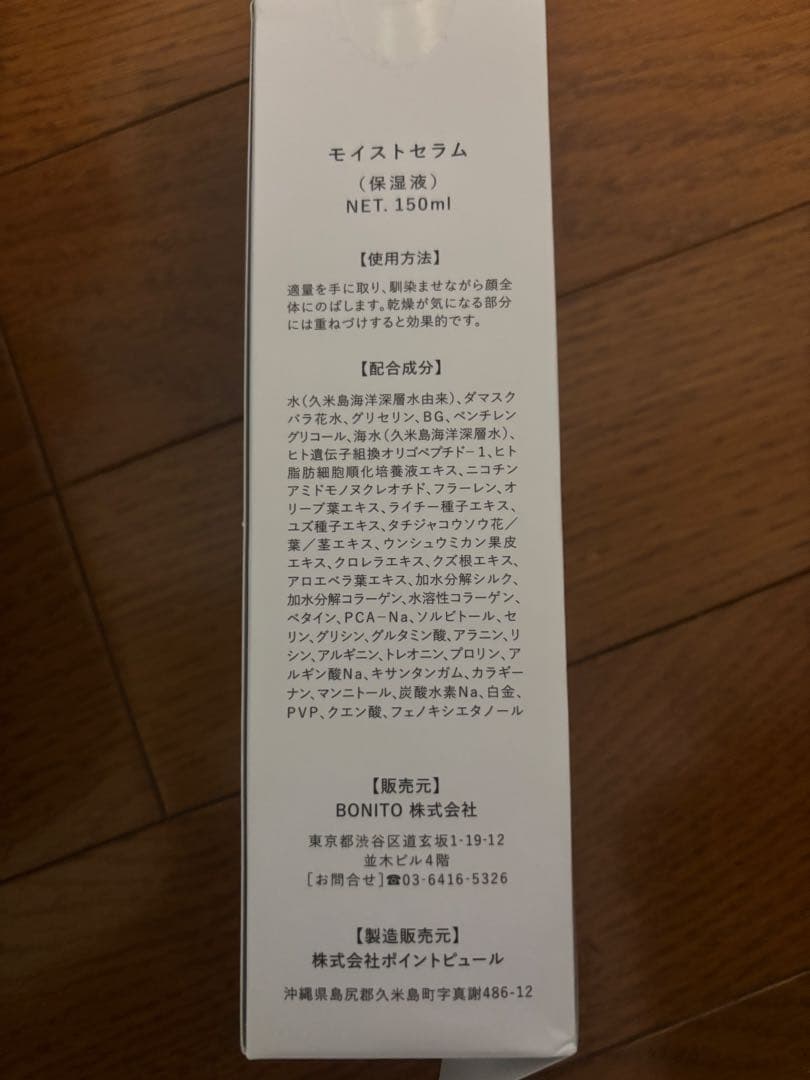 モイストセラム
（保湿液）
NET. 150ml
【使用方法】
適量を手に取り、馴染ませながら顔全
体にのばします。乾燥が気になる部分
には重ねづけすると効果的です。
【配合成分】
水（久米島海洋深層水由来）、ダマスク
バラ花水、グリセリン、BG、ペンチレン
グリコール、海水（久米島海洋深層水）、
ヒト遺伝子組換オリゴペプチド-1、ヒト
脂肪細胞順化培養液エキス、ニコチン
アミドモノヌクレオチド、フラーレン、オ
リーブ葉エキス、ライチー種子エキス、
ユズ種子エキス、タチジャコウソウ花／
葉／茎エキス、ウンシュウミカン果皮
エキス、クロレラエキス、クズ根エキス、
アロエベラ葉エキス、加水分解シルク、
加水分解コラーゲン、水溶性コラーゲン、
ベタイン、PCA-Na、ソルビトール、セ
リン、グリシン、グルタミン酸、アラニン、リ
シン、アルギニン、トレオニン、プロリン、ア
ルギン酸Na、キサンタンガム、カラギー
ナン、マンニトール、炭酸水素Na、白金、
PVP、クエン酸、フェノキシエタノール
【販売元】
BONITO 株式会社
東京都渋谷区道玄坂1-19-12
並木ビル4階
［お問合せ］☎03-6416-5326
【製造販売元】
株式会社ポイントピュール
沖縄県島尻郡久米島町字真謝486-12